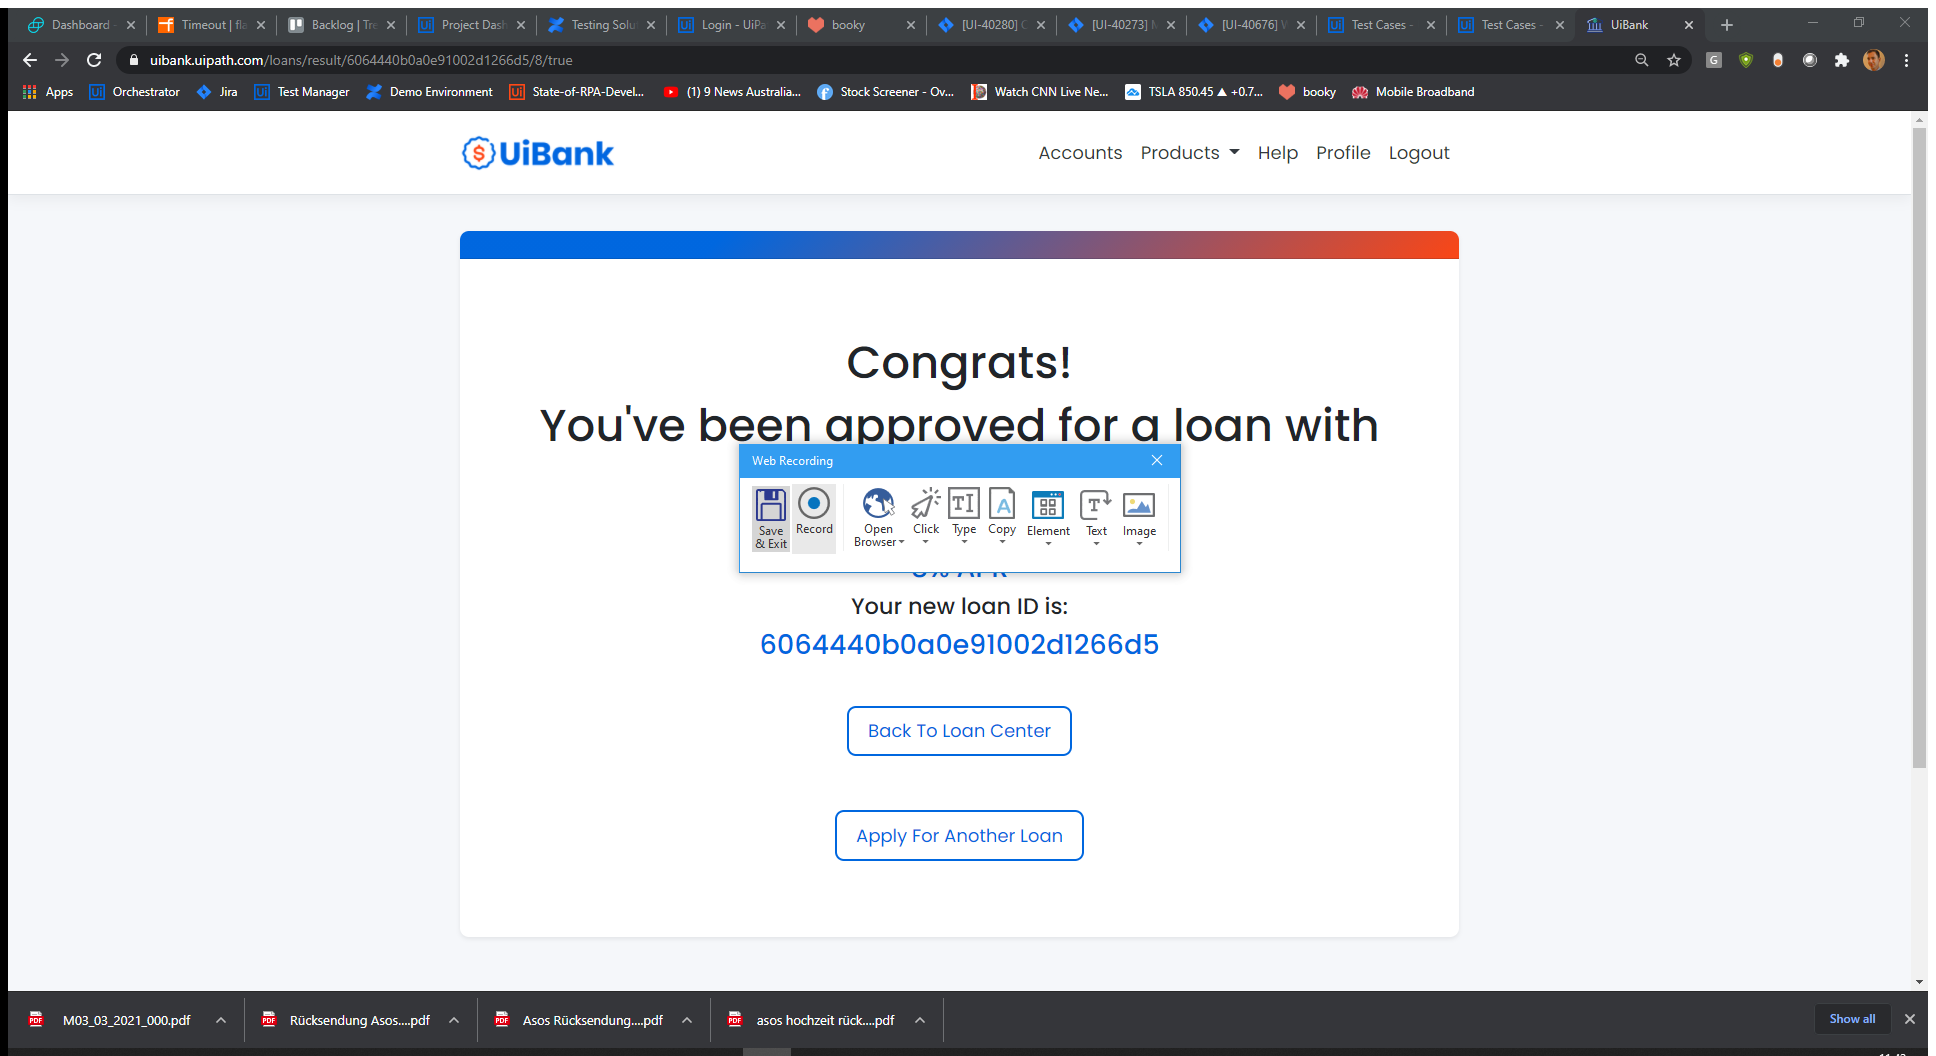 Dashboard -
Timeout | fla
Backlog | Tre
Project Dash
Testing Solu
Login - UiPa
booky
[UI-40280] C
[UI-40273] N
[UI-40676] V
Test Cases -
Test Cases -
UiBank
uibank.uipath.com/loans/result/6064440b0a0e91002d1266d5/8/true
Apps
Orchestrator
Jira
Test Manager
Demo Environment
State-of-RPA-Devel...
(1) 9 News Australia...
Stock Screener - Ov...
Watch CNN Live Ne...
TSLA 850.45 ▲ +0.7...
booky
Mobile Broadband
UiBank
Accounts
Products
Help
Profile
Logout
Congrats!
You've been approved for a loan with
Web Recording
Save
& Exit
Record
Open
Browser
Click
Type
Copy
Element
Text
Image
Your new loan ID is:
6064440b0a0e91002d1266d5
Back To Loan Center
Apply For Another Loan
M03_03_2021_000.pdf
Rücksendung Asos....pdf
Asos Rücksendung....pdf
asos hochzeit rück....pdf
Show all